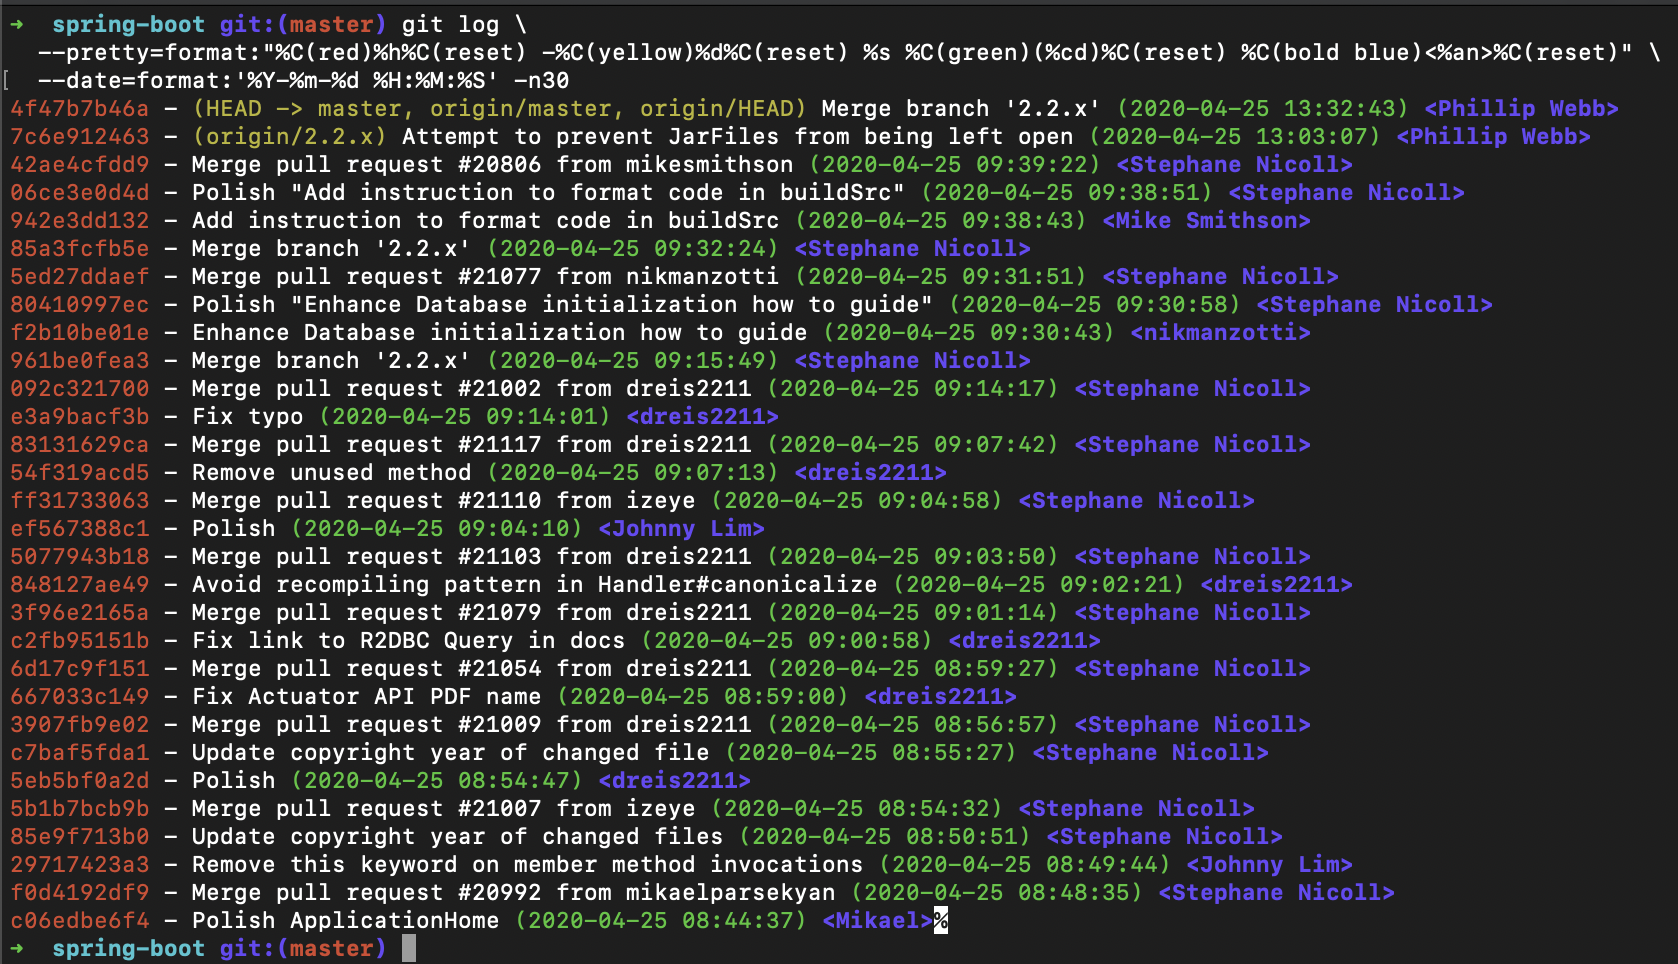 ➜  spring-boot git:(master) git log \
  --pretty=format:"%C(red)%h%C(reset) -%C(yellow)%d%C(reset) %s %C(green)(%cd)%C(reset) %C(bold blue)<%an>%C(reset)" \
[  --date=format:'%Y-%m-%d %H:%M:%S' -n30
4f47b7b46a - (HEAD -> master, origin/master, origin/HEAD) Merge branch '2.2.x' (2020-04-25 13:32:43) <Phillip Webb>
7c6e912463 - (origin/2.2.x) Attempt to prevent JarFiles from being left open (2020-04-25 13:03:07) <Phillip Webb>
42ae4cfdd9 - Merge pull request #20806 from mikesmithson (2020-04-25 09:39:22) <Stephane Nicoll>
06ce3e0d4d - Polish "Add instruction to format code in buildSrc" (2020-04-25 09:38:51) <Stephane Nicoll>
942e3dd132 - Add instruction to format code in buildSrc (2020-04-25 09:38:43) <Mike Smithson>
85a3fcfb5e - Merge branch '2.2.x' (2020-04-25 09:32:24) <Stephane Nicoll>
5ed27ddaef - Merge pull request #21077 from nikmanzotti (2020-04-25 09:31:51) <Stephane Nicoll>
80410997ec - Polish "Enhance Database initialization how to guide" (2020-04-25 09:30:58) <Stephane Nicoll>
f2b10be01e - Enhance Database initialization how to guide (2020-04-25 09:30:43) <nikmanzotti>
961be0fea3 - Merge branch '2.2.x' (2020-04-25 09:15:49) <Stephane Nicoll>
092c321700 - Merge pull request #21002 from dreis2211 (2020-04-25 09:14:17) <Stephane Nicoll>
e3a9bacf3b - Fix typo (2020-04-25 09:14:01) <dreis2211>
83131629ca - Merge pull request #21117 from dreis2211 (2020-04-25 09:07:42) <Stephane Nicoll>
54f319acd5 - Remove unused method (2020-04-25 09:07:13) <dreis2211>
ff31733063 - Merge pull request #21110 from izeye (2020-04-25 09:04:58) <Stephane Nicoll>
ef567388c1 - Polish (2020-04-25 09:04:10) <Johnny Lim>
5077943b18 - Merge pull request #21103 from dreis2211 (2020-04-25 09:03:50) <Stephane Nicoll>
848127ae49 - Avoid recompiling pattern in Handler#canonicalize (2020-04-25 09:02:21) <dreis2211>
3f96e2165a - Merge pull request #21079 from dreis2211 (2020-04-25 09:01:14) <Stephane Nicoll>
c2fb95151b - Fix link to R2DBC Query in docs (2020-04-25 09:00:58) <dreis2211>
6d17c9f151 - Merge pull request #21054 from dreis2211 (2020-04-25 08:59:27) <Stephane Nicoll>
667033c149 - Fix Actuator API PDF name (2020-04-25 08:59:00) <dreis2211>
3907fb9e02 - Merge pull request #21009 from dreis2211 (2020-04-25 08:56:57) <Stephane Nicoll>
c7baf5fda1 - Update copyright year of changed file (2020-04-25 08:55:27) <Stephane Nicoll>
5eb5bf0a2d - Polish (2020-04-25 08:54:47) <dreis2211>
5b1b7bcb9b - Merge pull request #21007 from izeye (2020-04-25 08:54:32) <Stephane Nicoll>
85e9f713b0 - Update copyright year of changed files (2020-04-25 08:50:51) <Stephane Nicoll>
29717423a3 - Remove this keyword on member method invocations (2020-04-25 08:49:44) <Johnny Lim>
f0d4192df9 - Merge pull request #20992 from mikaelparsekyan (2020-04-25 08:48:35) <Stephane Nicoll>
c06edbe6f4 - Polish ApplicationHome (2020-04-25 08:44:37) <Mikael>%
➜  spring-boot git:(master)